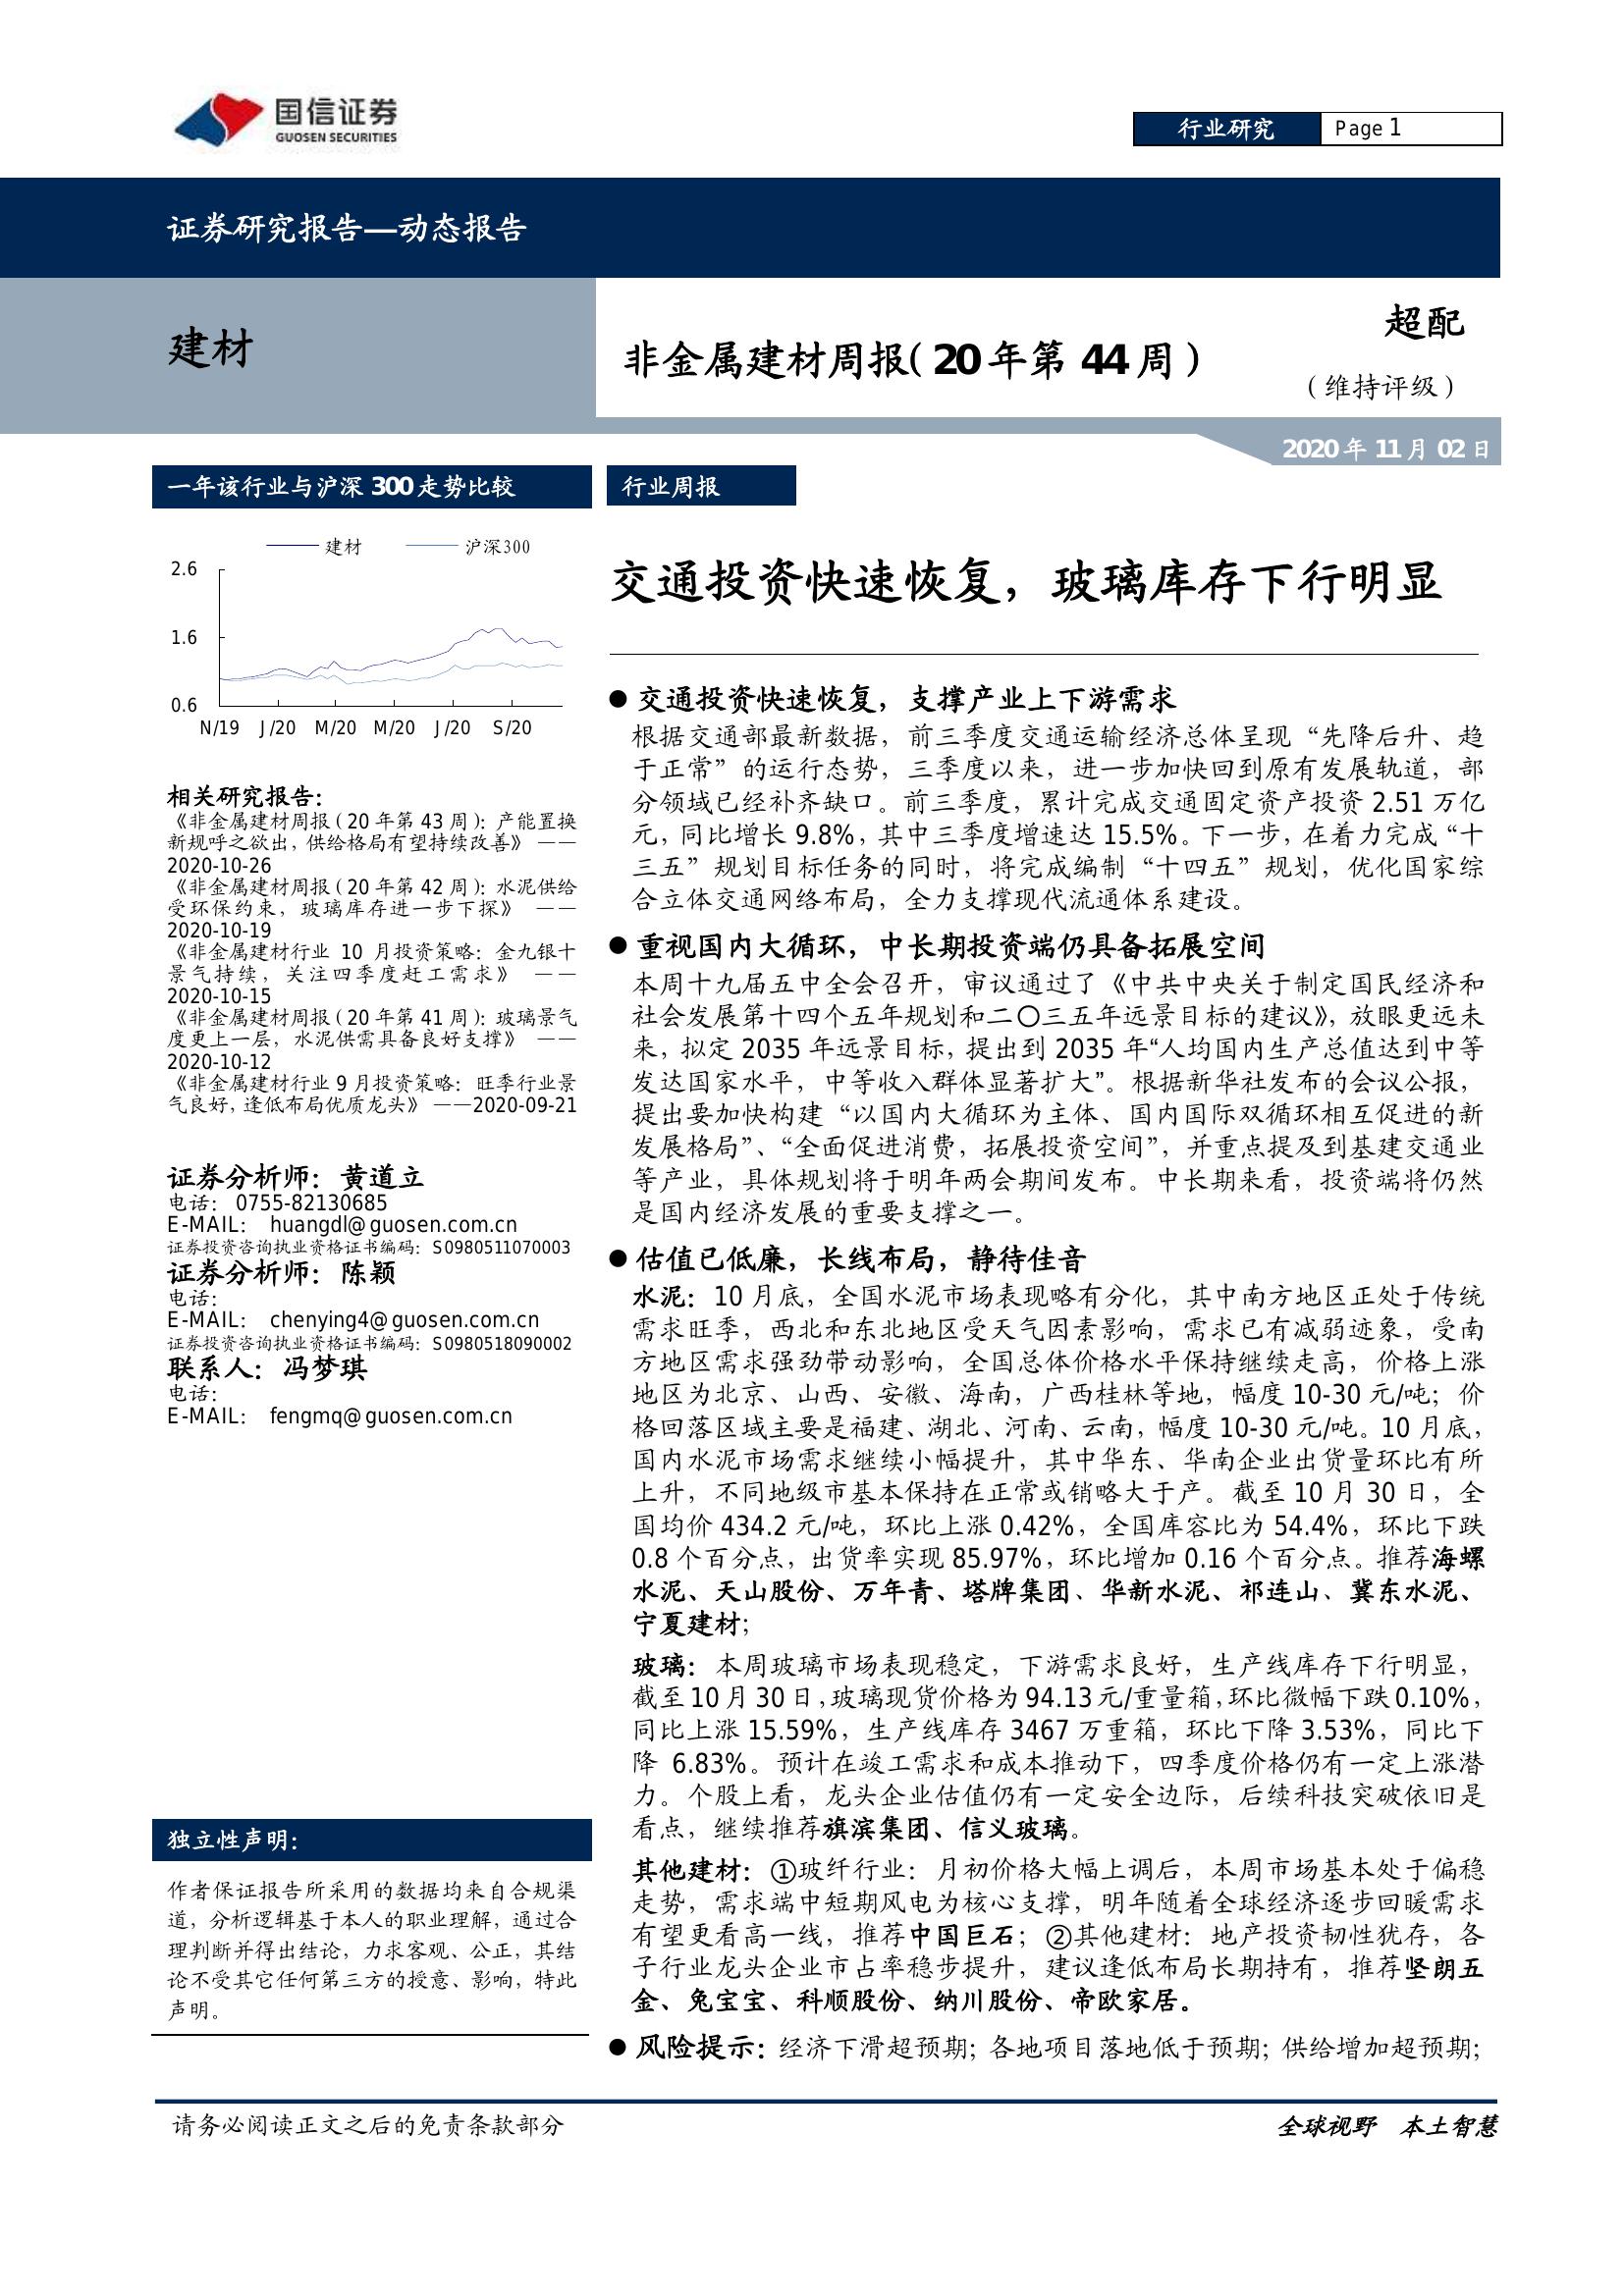 国信证券
GUOSEN SECURITIES
行业研究
Page 1
证券研究报告—动态报告
建材
非金属建材周报(20年第44周)
超配
(维持评级)
2020年11月02日
一年该行业与沪深300走势比较
建材
沪深300
2.6
1.6
0.6
N/19 J/20 M/20 M/20 J/20 S/20
相关研究报告:
《非金属建材周报(20年第43周):产能置换
新规呼之欲出,供给格局有望持续改善》 ——
2020-10-26
《非金属建材周报(20年第42周):水泥供给
受环保约束,玻璃库存进一步下探》 ——
2020-10-19
《非金属建材行业 10 月投资策略:金九银十
景气持续,关注四季度赶工需求》 ——
2020-10-15
《非金属建材周报(20年第41周):玻璃景气
度更上一层,水泥供需具备良好支撑》 ——
2020-10-12
《非金属建材行业9月投资策略:旺季行业景
气良好,逢低布局优质龙头》 ——2020-09-21
证券分析师:黄道立
电话: 0755-82130685
E-MAIL: huangdl@guosen.com.cn
证券投资咨询执业资格证书编码:S0980511070003
证券分析师:陈颖
电话:
E-MAIL: chenying4@guosen.com.cn
证券投资咨询执业资格证书编码:S0980518090002
联系人:冯梦琪
电话:
E-MAIL: fengmq@guosen.com.cn
独立性声明:
作者保证报告所采用的数据均来自合规渠
道,分析逻辑基于本人的职业理解,通过合
理判断并得出结论,力求客观、公正,其结
论不受其它任何第三方的授意、影响,特此
声明。
行业周报
交通投资快速恢复,玻璃库存下行明显
● 交通投资快速恢复,支撑产业上下游需求
根据交通部最新数据,前三季度交通运输经济总体呈现“先降后升、趋
于正常”的运行态势,三季度以来,进一步加快回到原有发展轨道,部
分领域已经补齐缺口。前三季度,累计完成交通固定资产投资 2.51 万亿
元,同比增长 9.8%,其中三季度增速达 15.5%。下一步,在着力完成“十
三五”规划目标任务的同时,将完成编制“十四五”规划,优化国家综
合立体交通网络布局,全力支撑现代流通体系建设。
● 重视国内大循环,中长期投资端仍具备拓展空间
本周十九届五中全会召开,审议通过了《中共中央关于制定国民经济和
社会发展第十四个五年规划和二〇三五年远景目标的建议》,放眼更远未
来,拟定 2035 年远景目标,提出到 2035 年“人均国内生产总值达到中等
发达国家水平,中等收入群体显著扩大”。根据新华社发布的会议公报,
提出要加快构建“以国内大循环为主体、国内国际双循环相互促进的新
发展格局”、“全面促进消费,拓展投资空间”,并重点提及到基建交通业
等产业,具体规划将于明年两会期间发布。中长期来看,投资端将仍然
是国内经济发展的重要支撑之一。
● 估值已低廉,长线布局,静待佳音
水泥:10 月底,全国水泥市场表现略有分化,其中南方地区正处于传统
需求旺季,西北和东北地区受天气因素影响,需求已有减弱迹象,受南
方地区需求强劲带动影响,全国总体价格水平保持继续走高,价格上涨
地区为北京、山西、安徽、海南,广西桂林等地,幅度 10-30 元/吨;价
格回落区域主要是福建、湖北、河南、云南,幅度 10-30 元/吨。10 月底,
国内水泥市场需求继续小幅提升,其中华东、华南企业出货量环比有所
上升,不同地级市基本保持在正常或销略大于产。截至 10 月 30 日,全
国均价 434.2 元/吨,环比上涨 0.42%,全国库容比为 54.4%,环比下跌
0.8 个百分点,出货率实现 85.97%,环比增加 0.16 个百分点。推荐海螺
水泥、天山股份、万年青、塔牌集团、华新水泥、祁连山、冀东水泥、
宁夏建材;
玻璃:本周玻璃市场表现稳定,下游需求良好,生产线库存下行明显,
截至10月30日,玻璃现货价格为94.13元/重量箱,环比微幅下跌0.10%,
同比上涨 15.59%,生产线库存 3467 万重箱,环比下降 3.53%,同比下
降 6.83%。预计在竣工需求和成本推动下,四季度价格仍有一定上涨潜
力。个股上看,龙头企业估值仍有一定安全边际,后续科技突破依旧是
看点,继续推荐旗滨集团、信义玻璃。
其他建材:①玻纤行业:月初价格大幅上调后,本周市场基本处于偏稳
走势,需求端中短期风电为核心支撑,明年随着全球经济逐步回暖需求
有望更看高一线,推荐中国巨石;②其他建材:地产投资韧性犹存,各
子行业龙头企业市占率稳步提升,建议逢低布局长期持有,推荐坚朗五
金、兔宝宝、科顺股份、纳川股份、帝欧家居。
● 风险提示:经济下滑超预期;各地项目落地低于预期;供给增加超预期;
请务必阅读正文之后的免责条款部分
全球视野 本土智慧